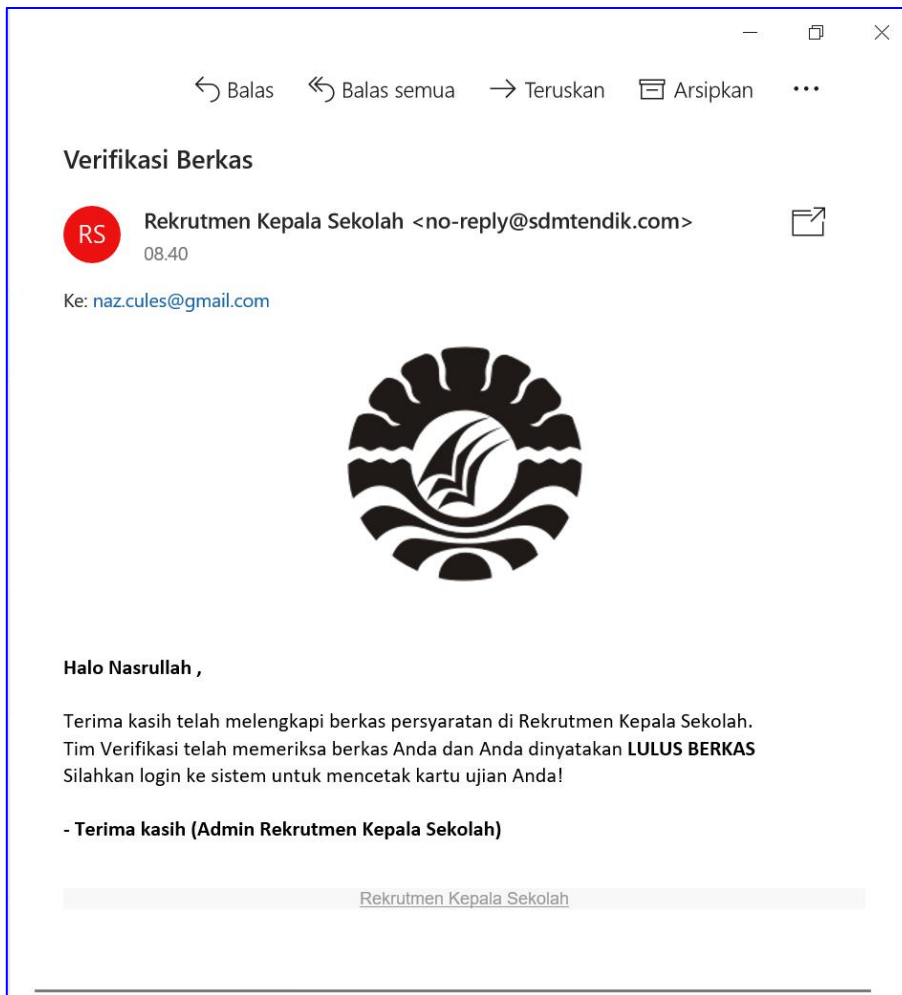 Balas Balas semua Teruskan Arsipkan
Verifikasi Berkas
RS
Rekrutmen Kepala Sekolah <no-reply@sdmtendik.com>
08.40
Ke: naz.cules@gmail.com
Halo Nasrullah ,
Terima kasih telah melengkapi berkas persyaratan di Rekrutmen Kepala Sekolah.
Tim Verifikasi telah memeriksa berkas Anda dan Anda dinyatakan LULUS BERKAS
Silahkan login ke sistem untuk mencetak kartu ujian Anda!
- Terima kasih (Admin Rekrutmen Kepala Sekolah)
Rekrutmen Kepala Sekolah